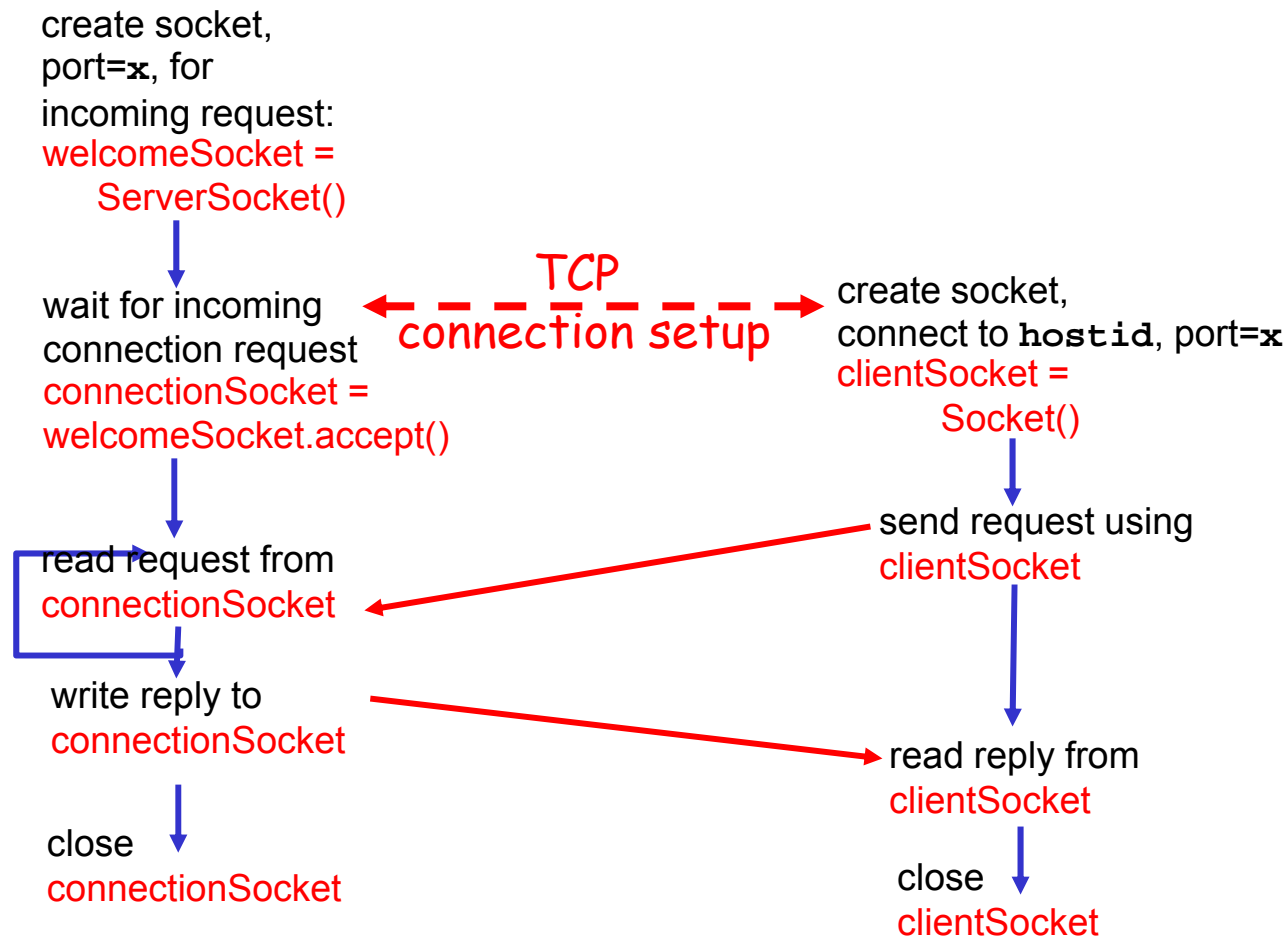 create socket,
port=x, for
incoming request:
welcomeSocket =
ServerSocket()
wait for incoming
connection request
connectionSocket =
welcomeSocket.accept()
TCP
connection setup
create socket,
connect to hostid, port=x
clientSocket =
Socket()
send request using
clientSocket
read request from
connectionSocket
write reply to
connectionSocket
read reply from
clientSocket
close
connectionSocket
close
clientSocket